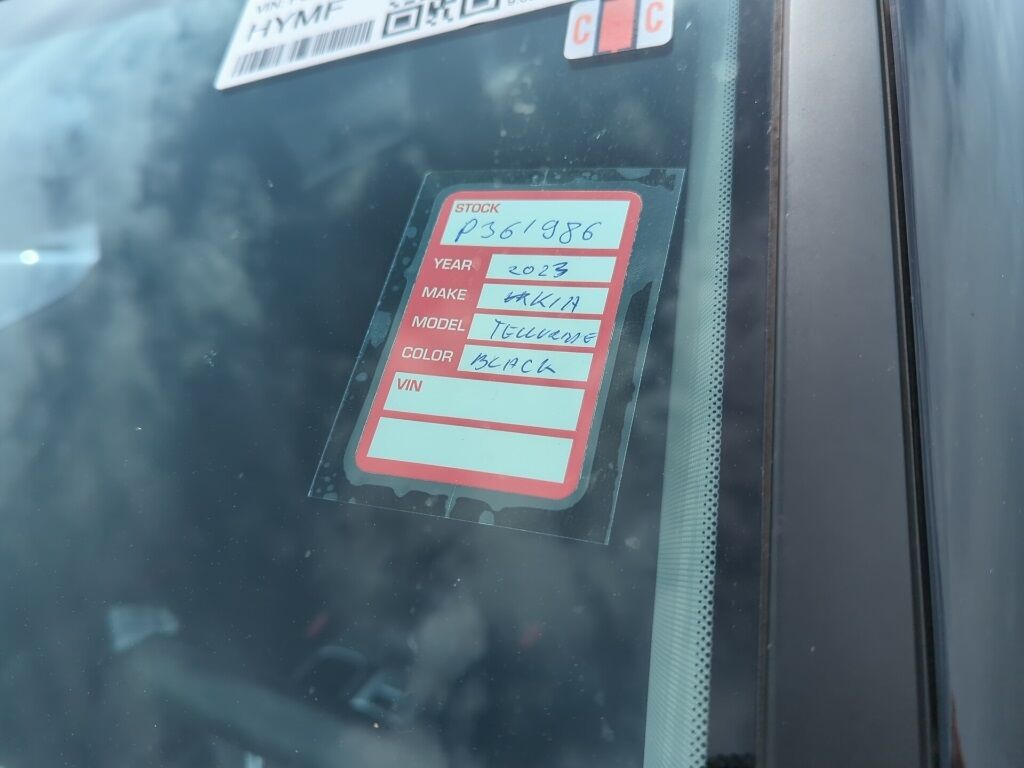 HYMF
C C
STOCK
P361986
YEAR 2023
MAKE KIA
MODEL TELLURIDE
COLOR BLACK
VIN